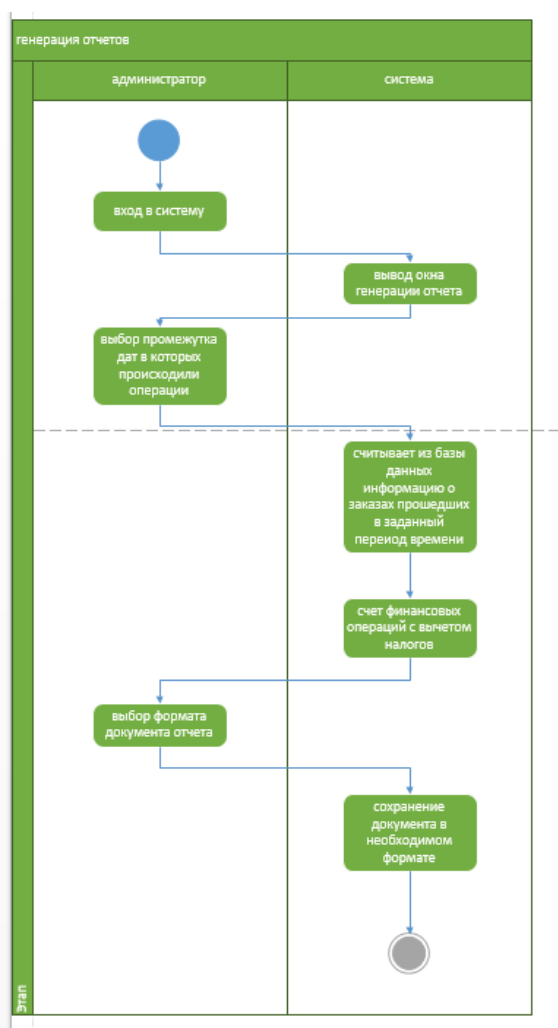 генерация отчетов
администратор
система
вход в систему
вывод окна
генерации отчета
выбор промежутка
дат в которых
происходили
операции
считывает из базы
данных
информацию о
заказах прошедших
в заданный
период времени
счет финансовых
операций с вычетом
налогов
выбор формата
документа отчета
сохранение
документа в
необходимом
формате
Этап